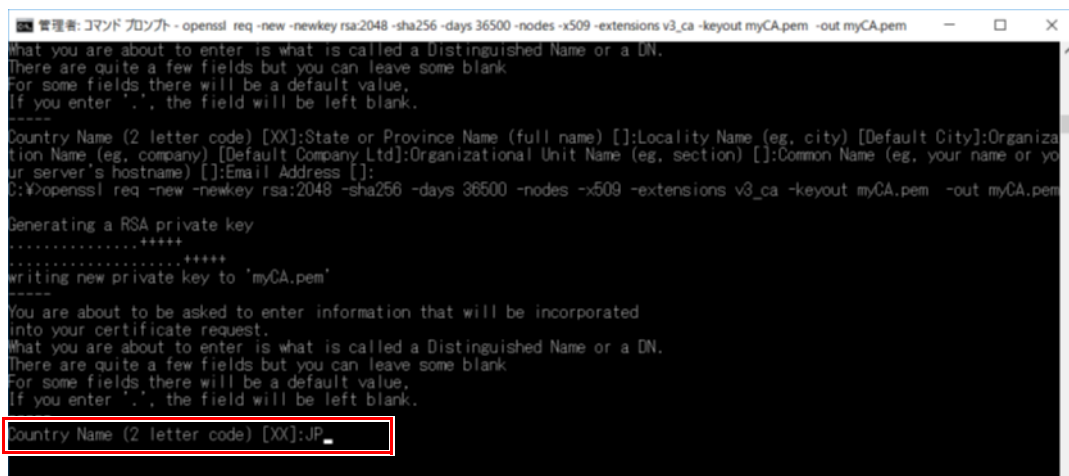 管理者: コマンド プロンプト - openssl req -new -newkey rsa:2048 -sha256 -days 36500 -nodes -x509 -extensions v3_ca -keyout myCA.pem -out myCA.pem
What you are about to enter is what is called a Distinguished Name or a DN.
There are quite a few fields but you can leave some blank
For some fields there will be a default value,
If you enter '.', the field will be left blank.
-----
Country Name (2 letter code) [XX]:State or Province Name (full name) []:Locality Name (eg, city) [Default City]:Organiza
tion Name (eg, company) [Default Company Ltd]:Organizational Unit Name (eg, section) []:Common Name (eg, your name or yo
ur server's hostname) []:Email Address []:
C:¥>openssl req -new -newkey rsa:2048 -sha256 -days 36500 -nodes -x509 -extensions v3_ca -keyout myCA.pem  -out myCA.pem
Generating a RSA private key
...............+++++
....................+++++
writing new private key to 'myCA.pem'
-----
You are about to be asked to enter information that will be incorporated
into your certificate request.
What you are about to enter is what is called a Distinguished Name or a DN.
There are quite a few fields but you can leave some blank
For some fields there will be a default value,
If you enter '.', the field will be left blank.
-----
Country Name (2 letter code) [XX]:JP